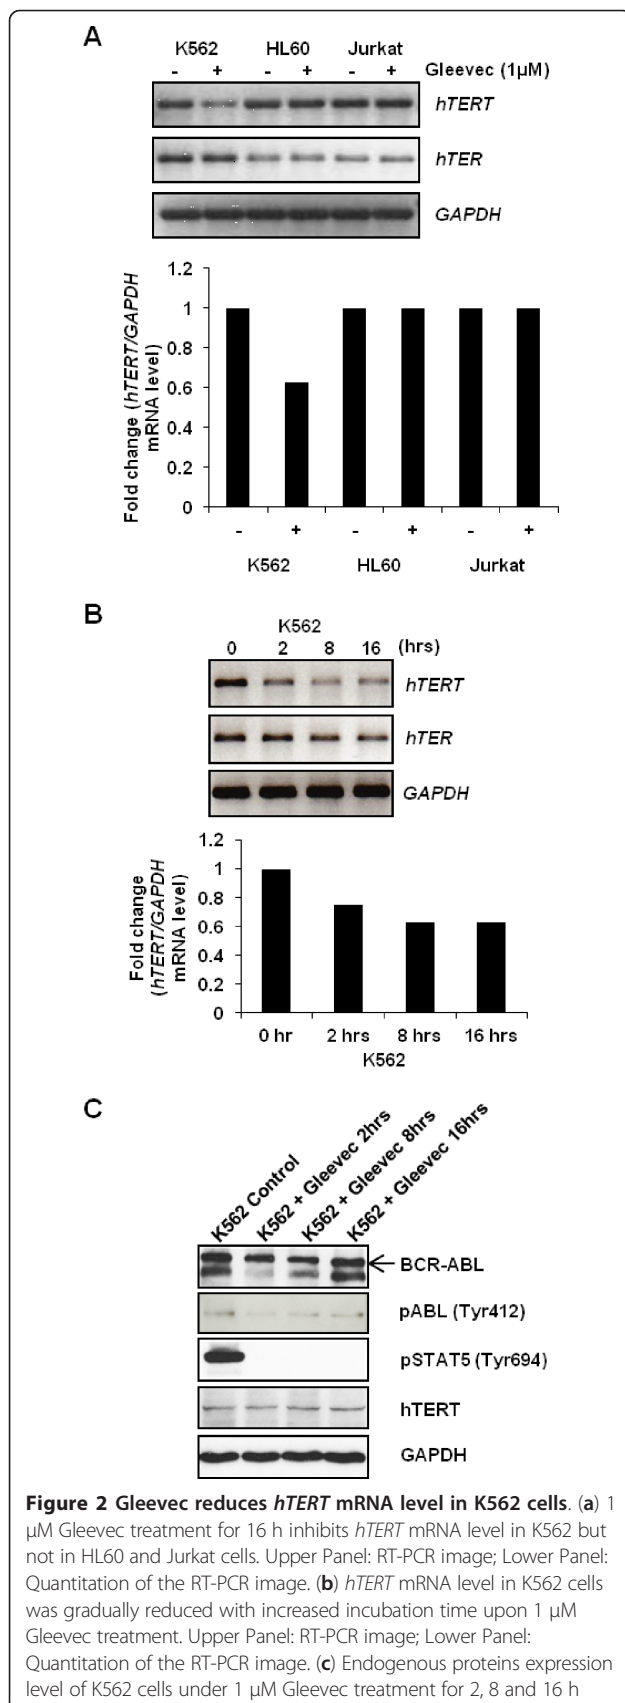 A
K562 HL60 Jurkat
- + - + - + Gleevec (1µM)
hTERT
hTER
GAPDH
Fold change (hTERT/GAPDH
mRNA level)
1.2
1
0.8
0.6
0.4
0.2
0
- + - + - +
K562 HL60 Jurkat
B
K562
0 2 8 16 (hrs)
hTERT
hTER
GAPDH
Fold change
(hTERT/GAPDH
mRNA level)
1.2
1
0.8
0.6
0.4
0.2
0
0 hr 2 hrs 8 hrs 16 hrs
K562
C
K562 Control
K562 + Gleevec 2hrs
K562 + Gleevec 8hrs
K562 + Gleevec 16hrs
BCR-ABL
pABL (Tyr412)
pSTAT5 (Tyr694)
hTERT
GAPDH
Figure 2 Gleevec reduces hTERT mRNA level in K562 cells. (a) 1
µM Gleevec treatment for 16 h inhibits hTERT mRNA level in K562 but
not in HL60 and Jurkat cells. Upper Panel: RT-PCR image; Lower Panel:
Quantitation of the RT-PCR image. (b) hTERT mRNA level in K562 cells
was gradually reduced with increased incubation time upon 1 µM
Gleevec treatment. Upper Panel: RT-PCR image; Lower Panel:
Quantitation of the RT-PCR image. (c) Endogenous proteins expression
level of K562 cells under 1 µM Gleevec treatment for 2, 8 and 16 h